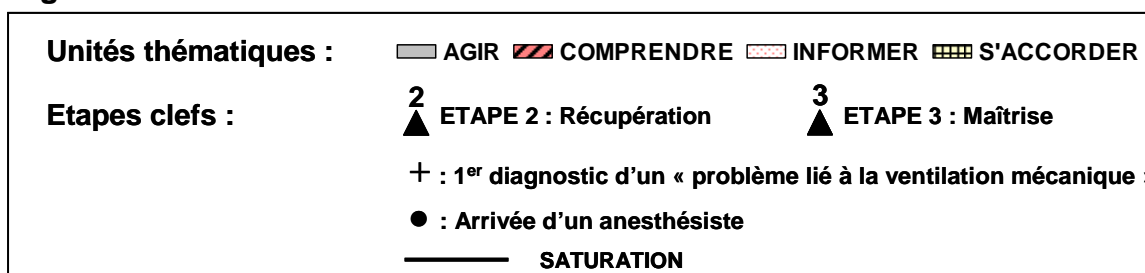 Unités thématiques : AGIR COMPRENDRE INFORMER S'ACCORDER
Etapes clefs : 2 ETAPE 2 : Récupération 3 ETAPE 3 : Maîtrise
+ : 1er diagnostic d'un « problème lié à la ventilation mécanique »
● : Arrivée d'un anesthésiste
SATURATION